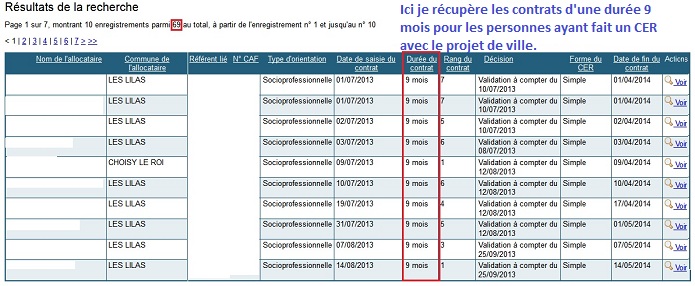 Résultats de la recherche
Page 1 sur 7, montrant 10 enregistrements parmi 69 au total, à partir de l'enregistrement n° 1 et jusqu'au n° 10
< 1 | 2 | 3 | 4 | 5 | 6 | 7 > >>
Ici je récupère les contrats d'une durée 9
mois pour les personnes ayant fait un CER
avec le projet de ville.
Nom de l'allocataire Commune de l'allocataire Référent lié N° CAF Type d'orientation Date de saisie du contrat Durée du contrat Rang du contrat Décision Forme du CER Date de fin du contrat Actions
LES LILAS Socioprofessionnelle 01/07/2013 9 mois 7 Validation à compter du 10/07/2013 Simple 01/04/2014 Voir
LES LILAS Socioprofessionnelle 01/07/2013 9 mois 7 Validation à compter du 10/07/2013 Simple 01/04/2014 Voir
LES LILAS Socioprofessionnelle 02/07/2013 9 mois 5 Validation à compter du 10/07/2013 Simple 02/04/2014 Voir
LES LILAS Socioprofessionnelle 03/07/2013 9 mois 6 Validation à compter du 08/07/2013 Simple 03/04/2014 Voir
CHOISY LE ROI Socioprofessionnelle 09/07/2013 9 mois 1 Validation à compter du 12/08/2013 Simple 09/04/2014 Voir
LES LILAS Socioprofessionnelle 10/07/2013 9 mois 6 Validation à compter du 12/08/2013 Simple 10/04/2014 Voir
LES LILAS Socioprofessionnelle 19/07/2013 9 mois 4 Validation à compter du 12/08/2013 Simple 17/04/2014 Voir
LES LILAS Socioprofessionnelle 31/07/2013 9 mois 5 Validation à compter du 12/08/2013 Simple 01/05/2014 Voir
LES LILAS Socioprofessionnelle 07/08/2013 9 mois 3 Validation à compter du 25/09/2013 Simple 07/05/2014 Voir
LES LILAS Socioprofessionnelle 14/08/2013 9 mois 1 Validation à compter du 25/09/2013 Simple 14/05/2014 Voir